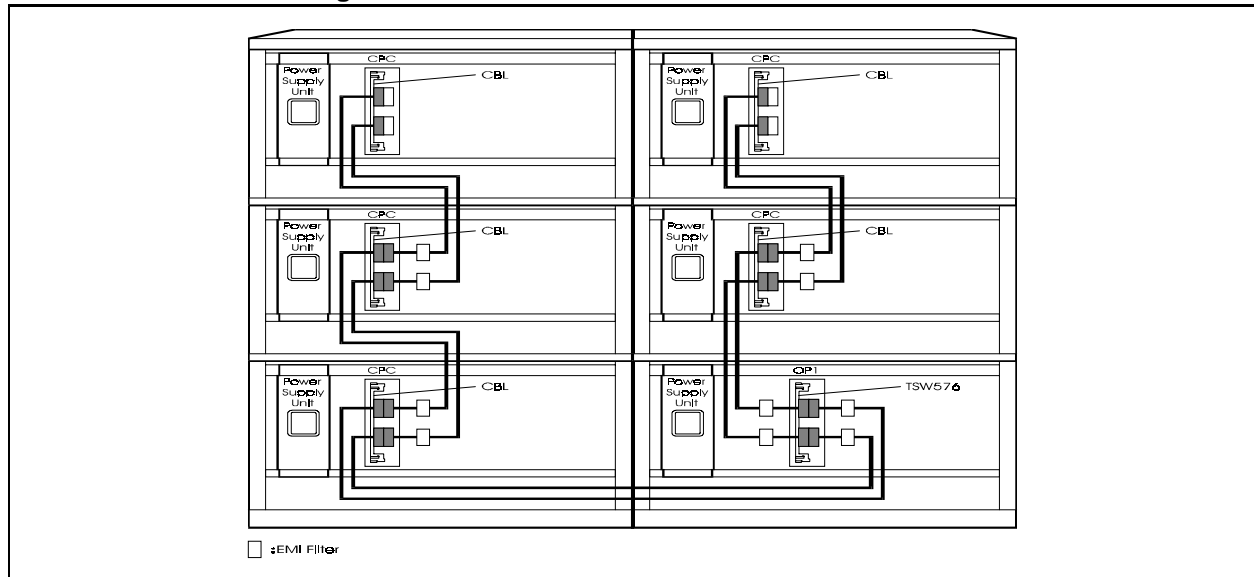 CPC
Power
Supply
Unit
CBL
CPC
Power
Supply
Unit
CBL
CPC
Power
Supply
Unit
CBL
CPC
Power
Supply
Unit
CBL
CPC
Power
Supply
Unit
CBL
OP1
Power
Supply
Unit
TSW576
:EMI Filter